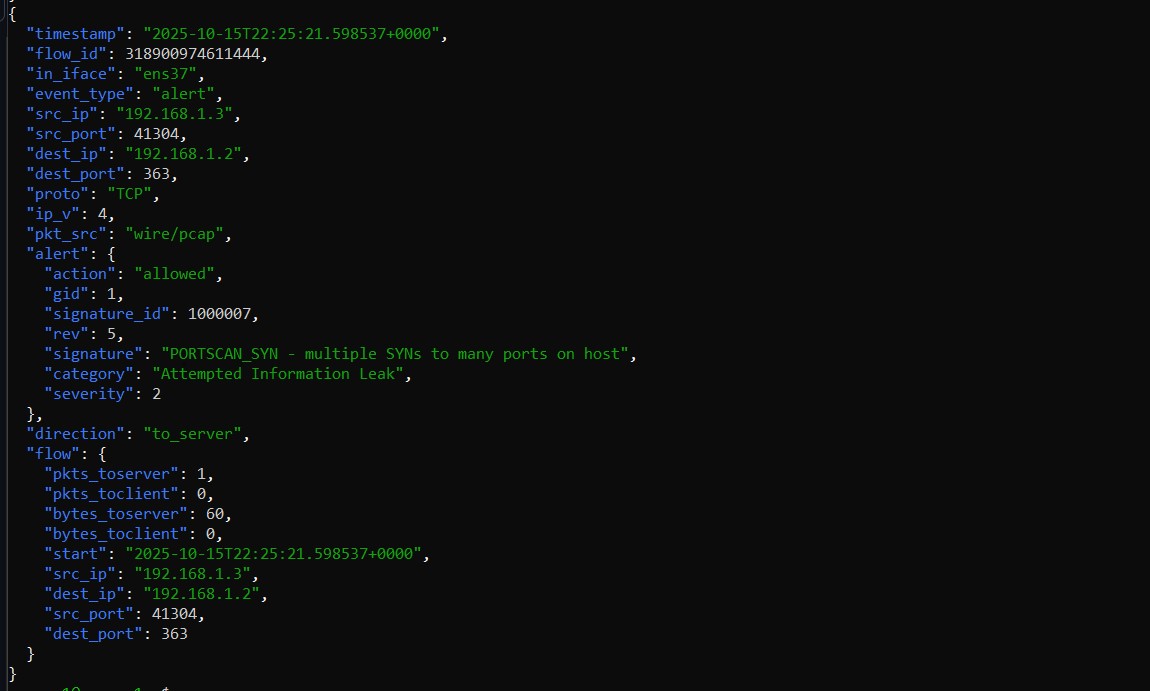 {
  "timestamp": "2025-10-15T22:25:21.598537+0000",
  "flow_id": 318900974611444,
  "in_iface": "ens37",
  "event_type": "alert",
  "src_ip": "192.168.1.3",
  "src_port": 41304,
  "dest_ip": "192.168.1.2",
  "dest_port": 363,
  "proto": "TCP",
  "ip_v": 4,
  "pkt_src": "wire/pcap",
  "alert": {
    "action": "allowed",
    "gid": 1,
    "signature_id": 1000007,
    "rev": 5,
    "signature": "PORTSCAN_SYN - multiple SYNs to many ports on host",
    "category": "Attempted Information Leak",
    "severity": 2
  },
  "direction": "to_server",
  "flow": {
    "pkts_toserver": 1,
    "pkts_toclient": 0,
    "bytes_toserver": 60,
    "bytes_toclient": 0,
    "start": "2025-10-15T22:25:21.598537+0000",
    "src_ip": "192.168.1.3",
    "dest_ip": "192.168.1.2",
    "src_port": 41304,
    "dest_port": 363
  }
}